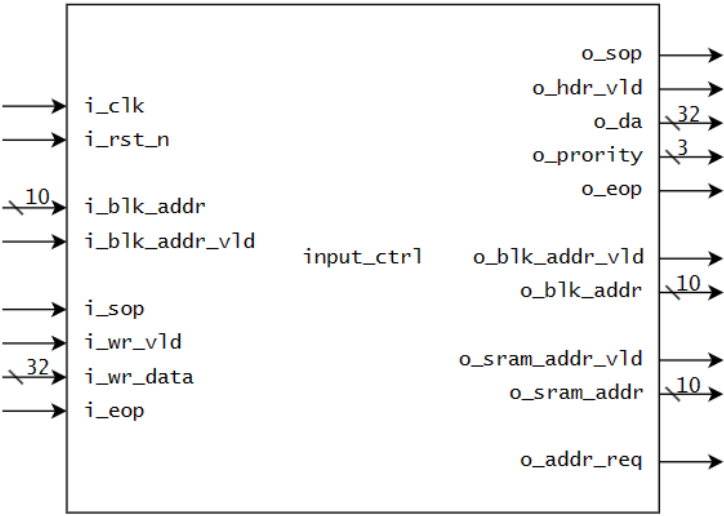 i_clk
i_rst_n
10
i_blk_addr
i_blk_addr_vld
i_sop
i_wr_vld
32
i_wr_data
i_eop
input_ctrl
o_sop
o_hdr_vld
o_da
32
o_prority
3
o_eop
o_blk_addr_vld
o_blk_addr
10
o_sram_addr_vld
o_sram_addr
10
o_addr_req